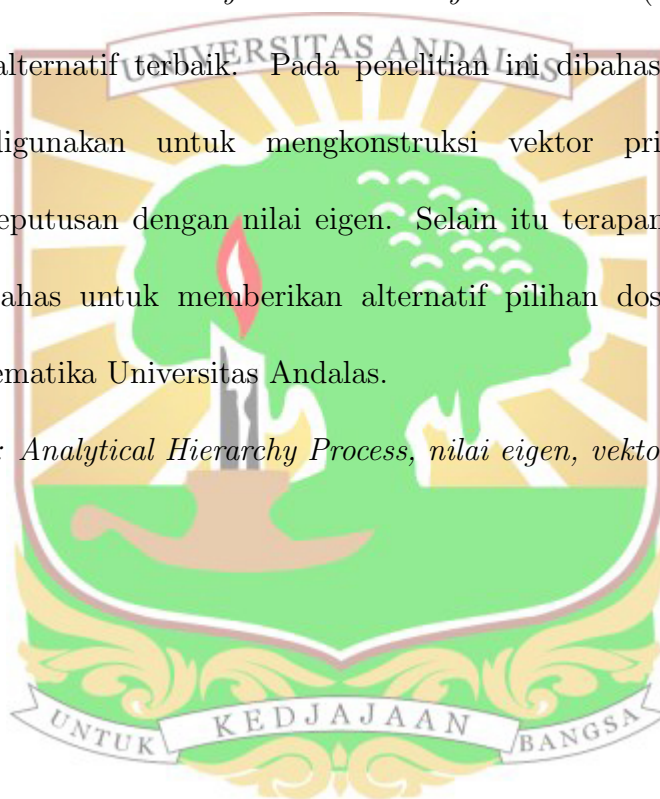 UNIVERSITAS ANDALAS
alternatif terbaik. Pada penelitian ini dibahas
digunakan untuk mengkonstruksi vektor pri
eputusan dengan nilai eigen. Selain itu terapan
ahas untuk memberikan alternatif pilihan dos
ematika Universitas Andalas.
: Analytical Hierarchy Process, nilai eigen, vekto
UNTUK KEDJAJAAN BANGSA